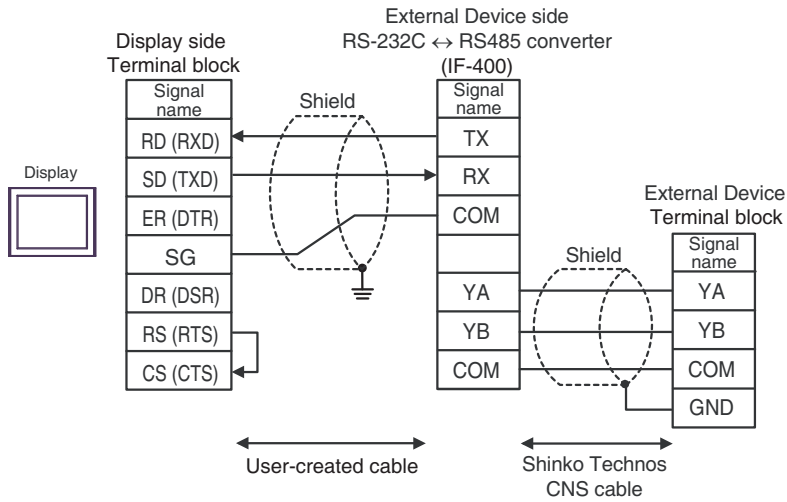 External Device side
RS-232C ↔ RS485 converter
(IF-400)
Display side
Terminal block
Signal
name
RD (RXD)
SD (TXD)
ER (DTR)
SG
DR (DSR)
RS (RTS)
CS (CTS)
Display
Shield
Signal
name
TX
RX
COM
YA
YB
COM
Shield
External Device
Terminal block
Signal
name
YA
YB
COM
GND
User-created cable
Shinko Technos
CNS cable